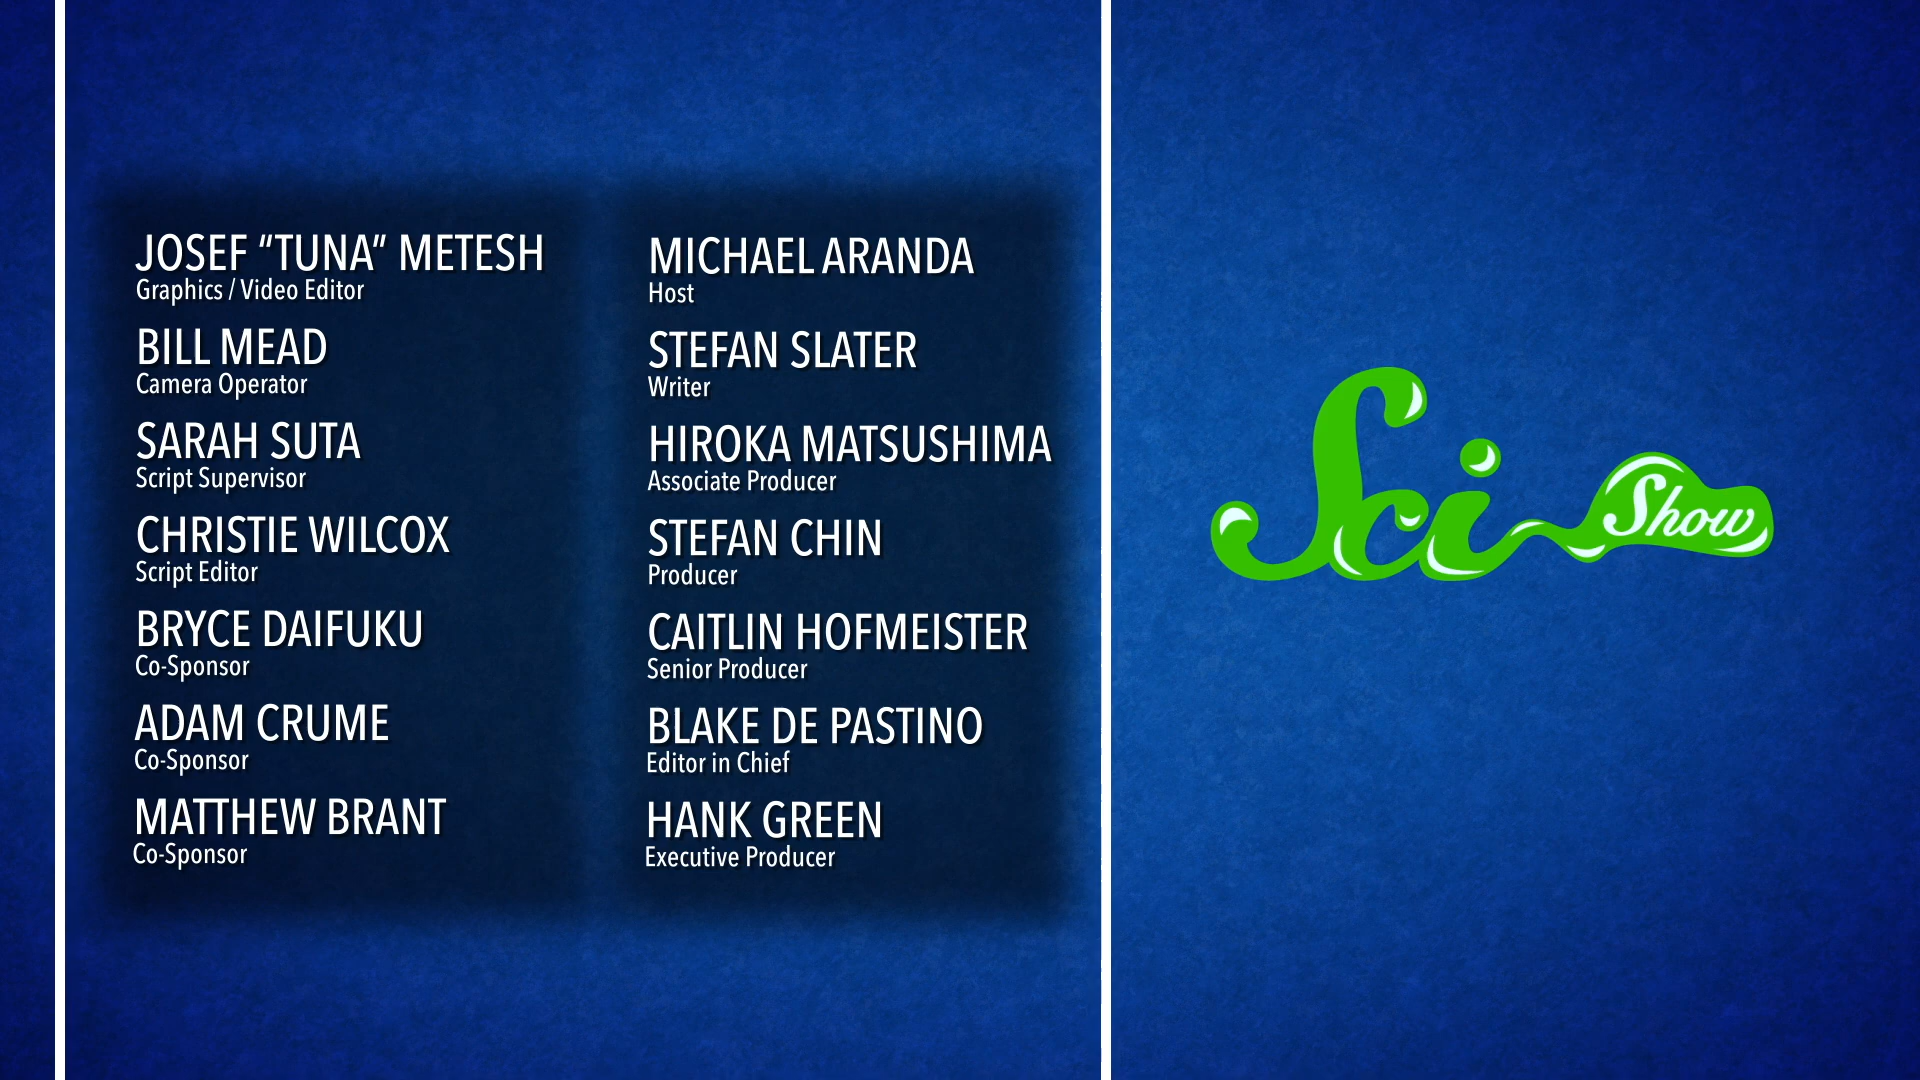 JOSEF “TUNA” METESH
Graphics / Video Editor
BILL MEAD
Camera Operator
SARAH SUTA
Script Supervisor
CHRISTIE WILCOX
Script Editor
BRYCE DAIFUKU
Co-Sponsor
ADAM CRUME
Co-Sponsor
MATTHEW BRANT
Co-Sponsor
MICHAEL ARANDA
Host
STEFAN SLATER
Writer
HIROKA MATSUSHIMA
Associate Producer
STEFAN CHIN
Producer
CAITLIN HOFMEISTER
Senior Producer
BLAKE DE PASTINO
Editor in Chief
HANK GREEN
Executive Producer
Sci Show